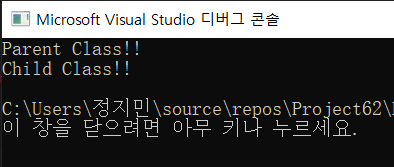 Microsoft Visual Studio 디버그 콘솔
Parent Class!!
Child Class!!
C:\Users\정지민\source\repos\Project62\
이 창을 닫으려면 아무 키나 누르세요.